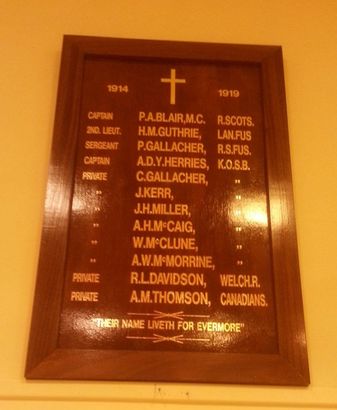 1914 1919
CAPTAIN P.A.BLAIR,M.C. R.SCOTS.
2ND. LIEUT. H.M.GUTHRIE, LAN.FUS
SERGEANT P.GALLACHER, R.S.FUS.
CAPTAIN A.D.Y.HERRIES, K.O.S.B.
PRIVATE C.GALLACHER, "
" J.KERR, "
" J.H.MILLER, "
" A.H.McCAIG, "
" W.McCLUNE, "
" A.W.McMORRINE, "
PRIVATE R.L.DAVIDSON, WELCH.R.
PRIVATE A.M.THOMSON, CANADIANS.
"THEIR NAME LIVETH FOR EVERMORE"